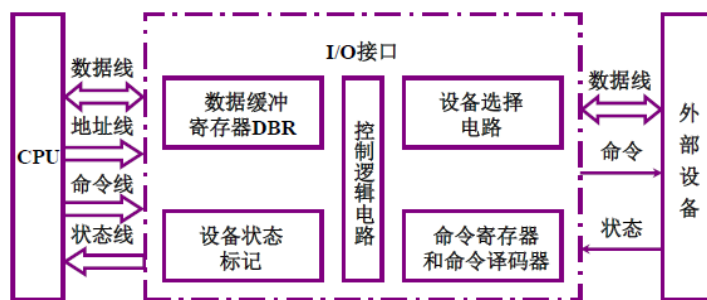 I/O接口
CPU
数据线
地址线
命令线
状态线
数据缓冲
寄存器DBR
设备状态
标记
控制逻辑电路
设备选择
电路
命令寄存器
和命令译码器
数据线
命令
状态
外部设备